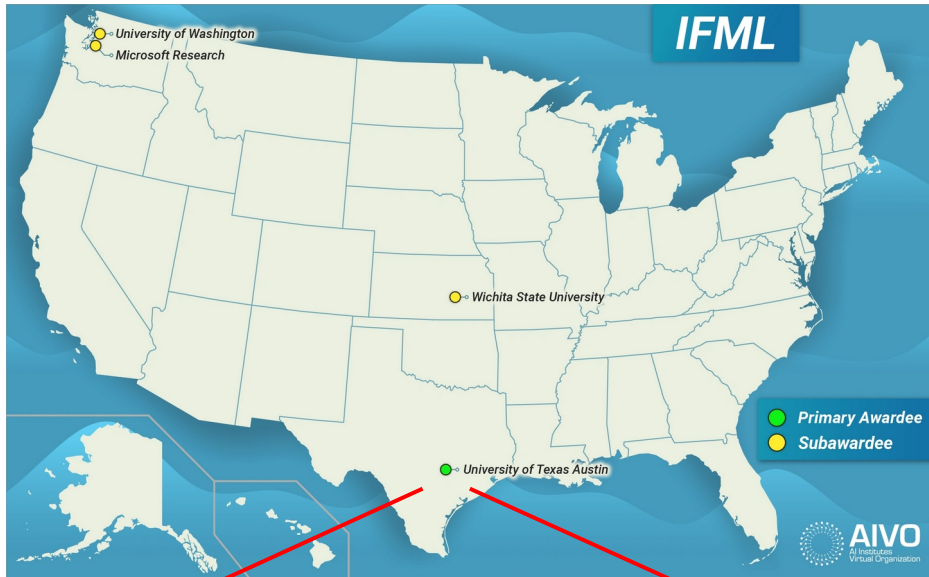 University of Washington
Microsoft Research
IFML
Wichita State University
Primary Awardee
Subawardee
University of Texas Austin
AIVO
AI Institutes
Virtual Organization